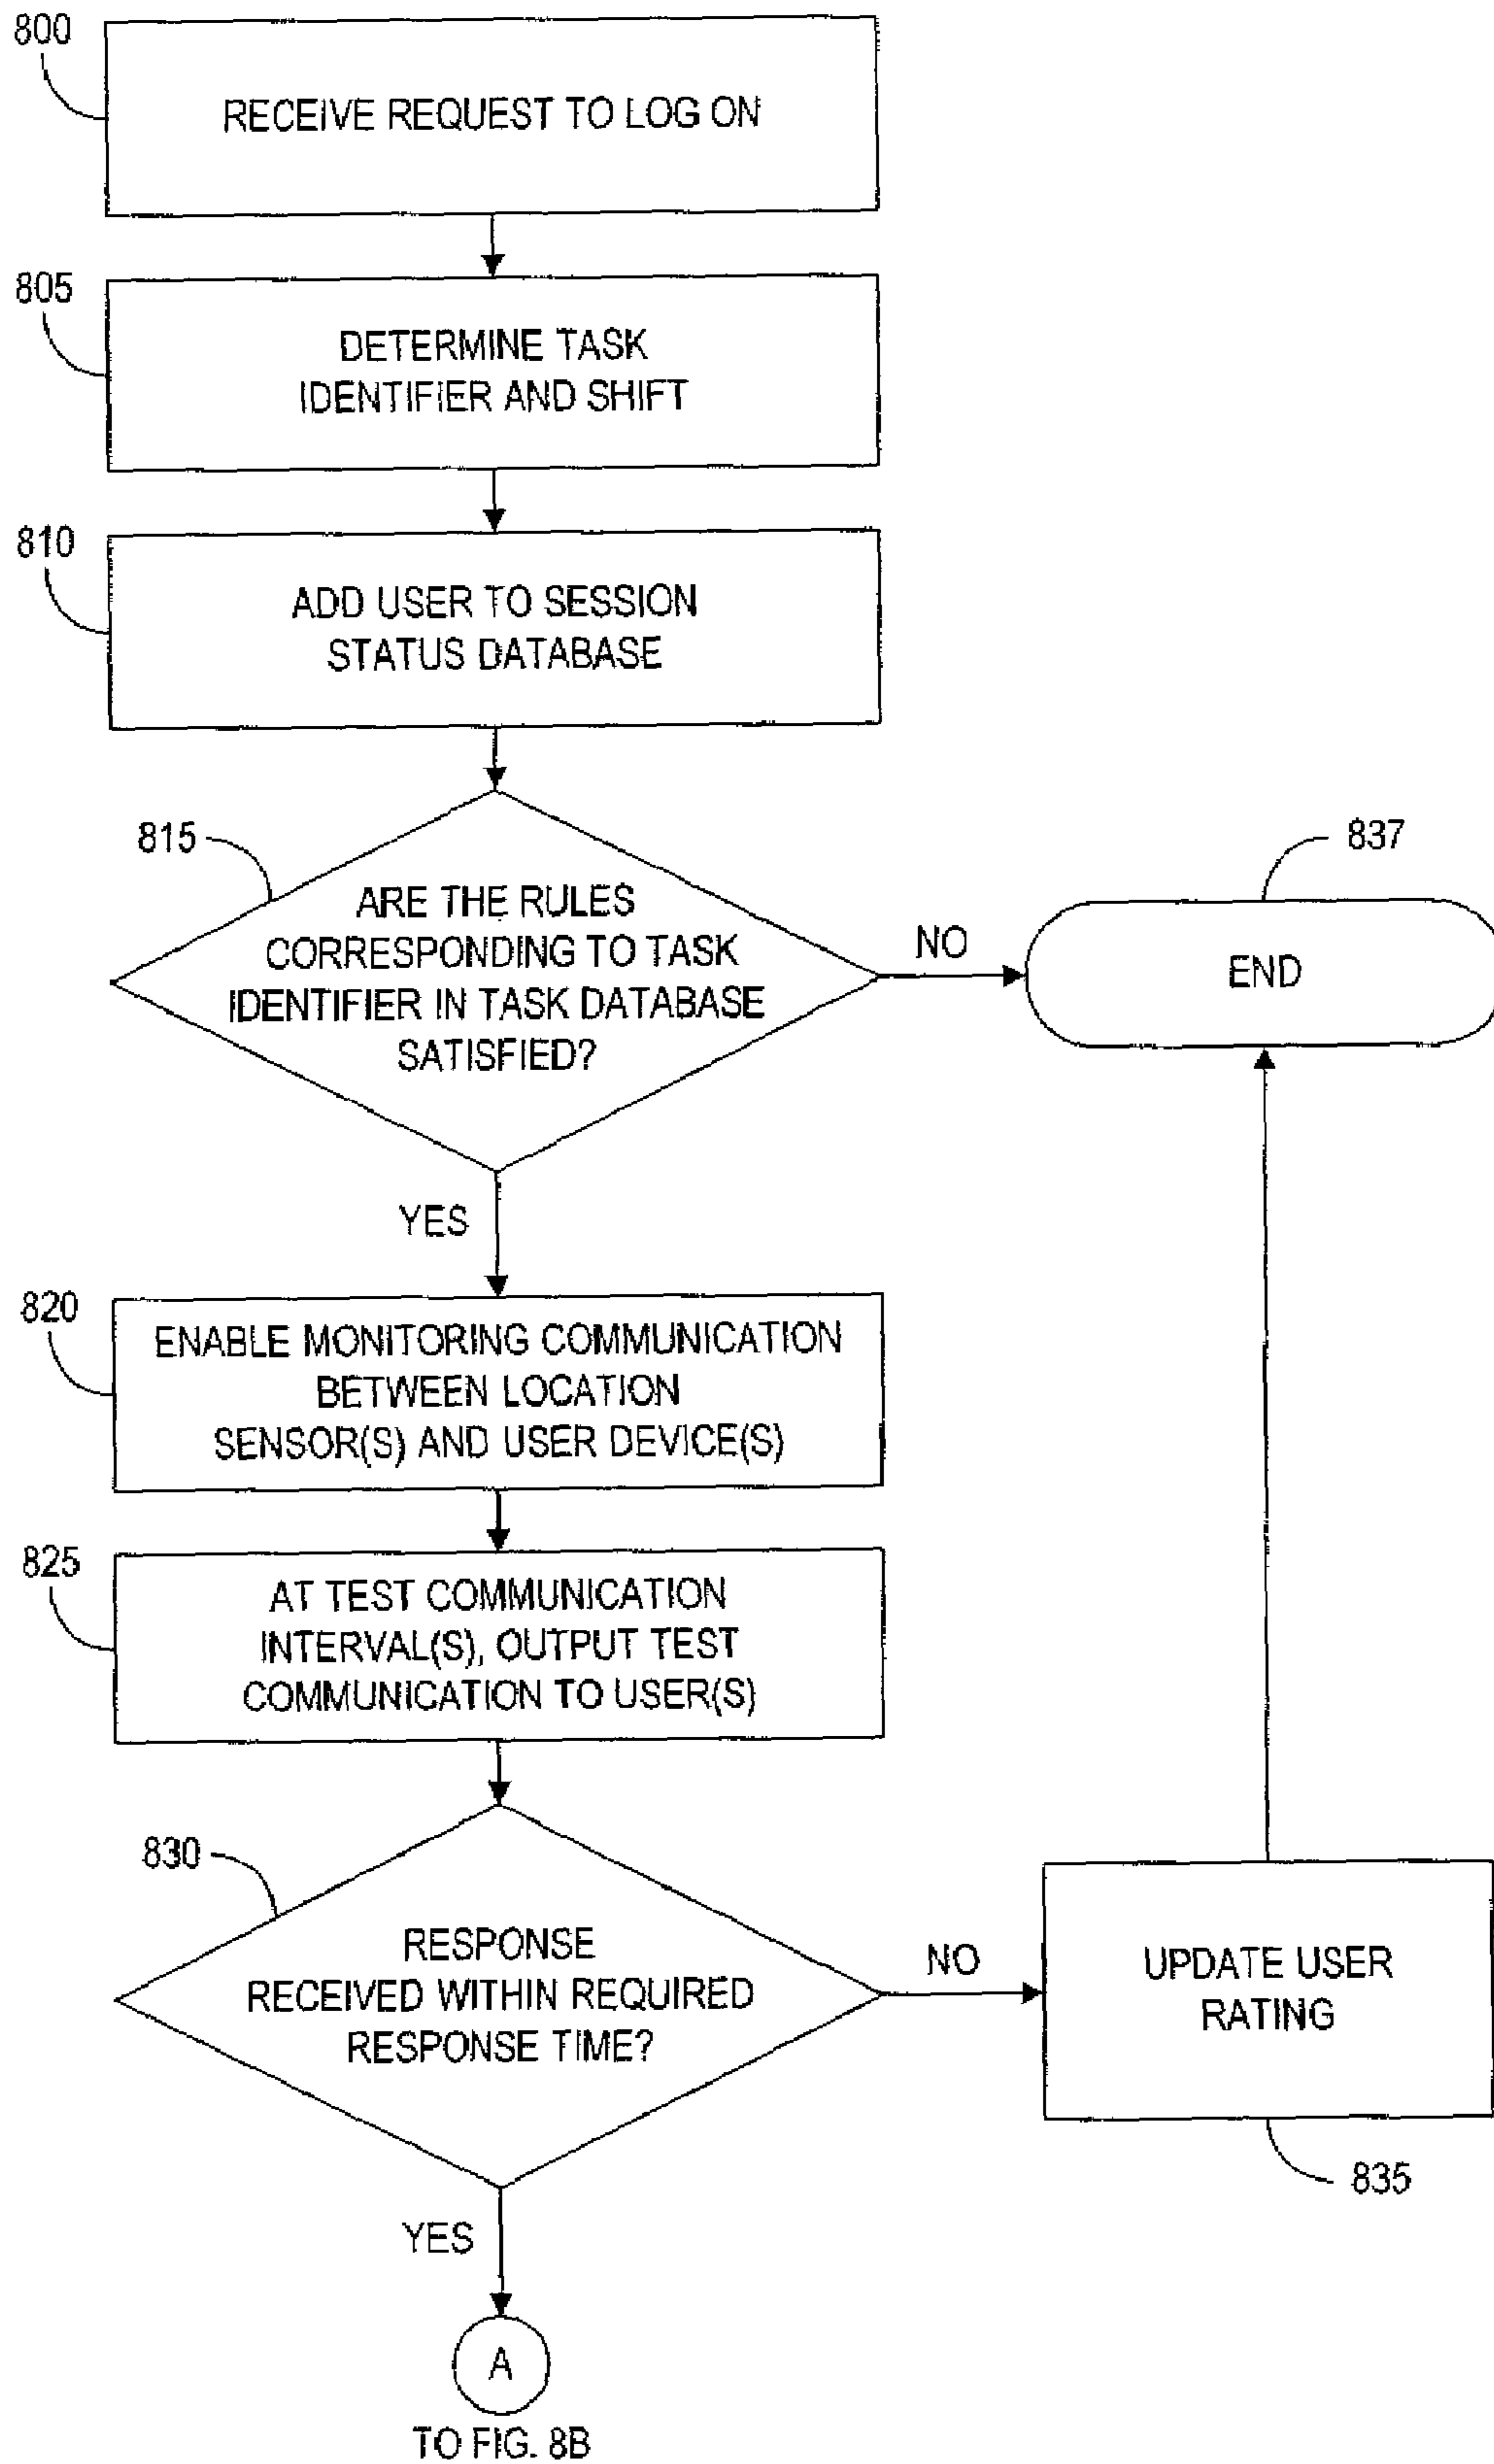 800
RECEIVE REQUEST TO LOG ON
805
DETERMINE TASK
IDENTIFIER AND SHIFT
810
ADD USER TO SESSION
STATUS DATABASE
815
ARE THE RULES
CORRESPONDING TO TASK
IDENTIFIER IN TASK DATABASE
SATISFIED?
NO
837
END
YES
820
ENABLE MONITORING COMMUNICATION
BETWEEN LOCATION
SENSOR(S) AND USER DEVICE(S)
825
AT TEST COMMUNICATION
INTERVAL(S), OUTPUT TEST
COMMUNICATION TO USER(S)
830
RESPONSE
RECEIVED WITHIN REQUIRED
RESPONSE TIME?
NO
UPDATE USER
RATING
835
YES
A
TO FIG. 8B